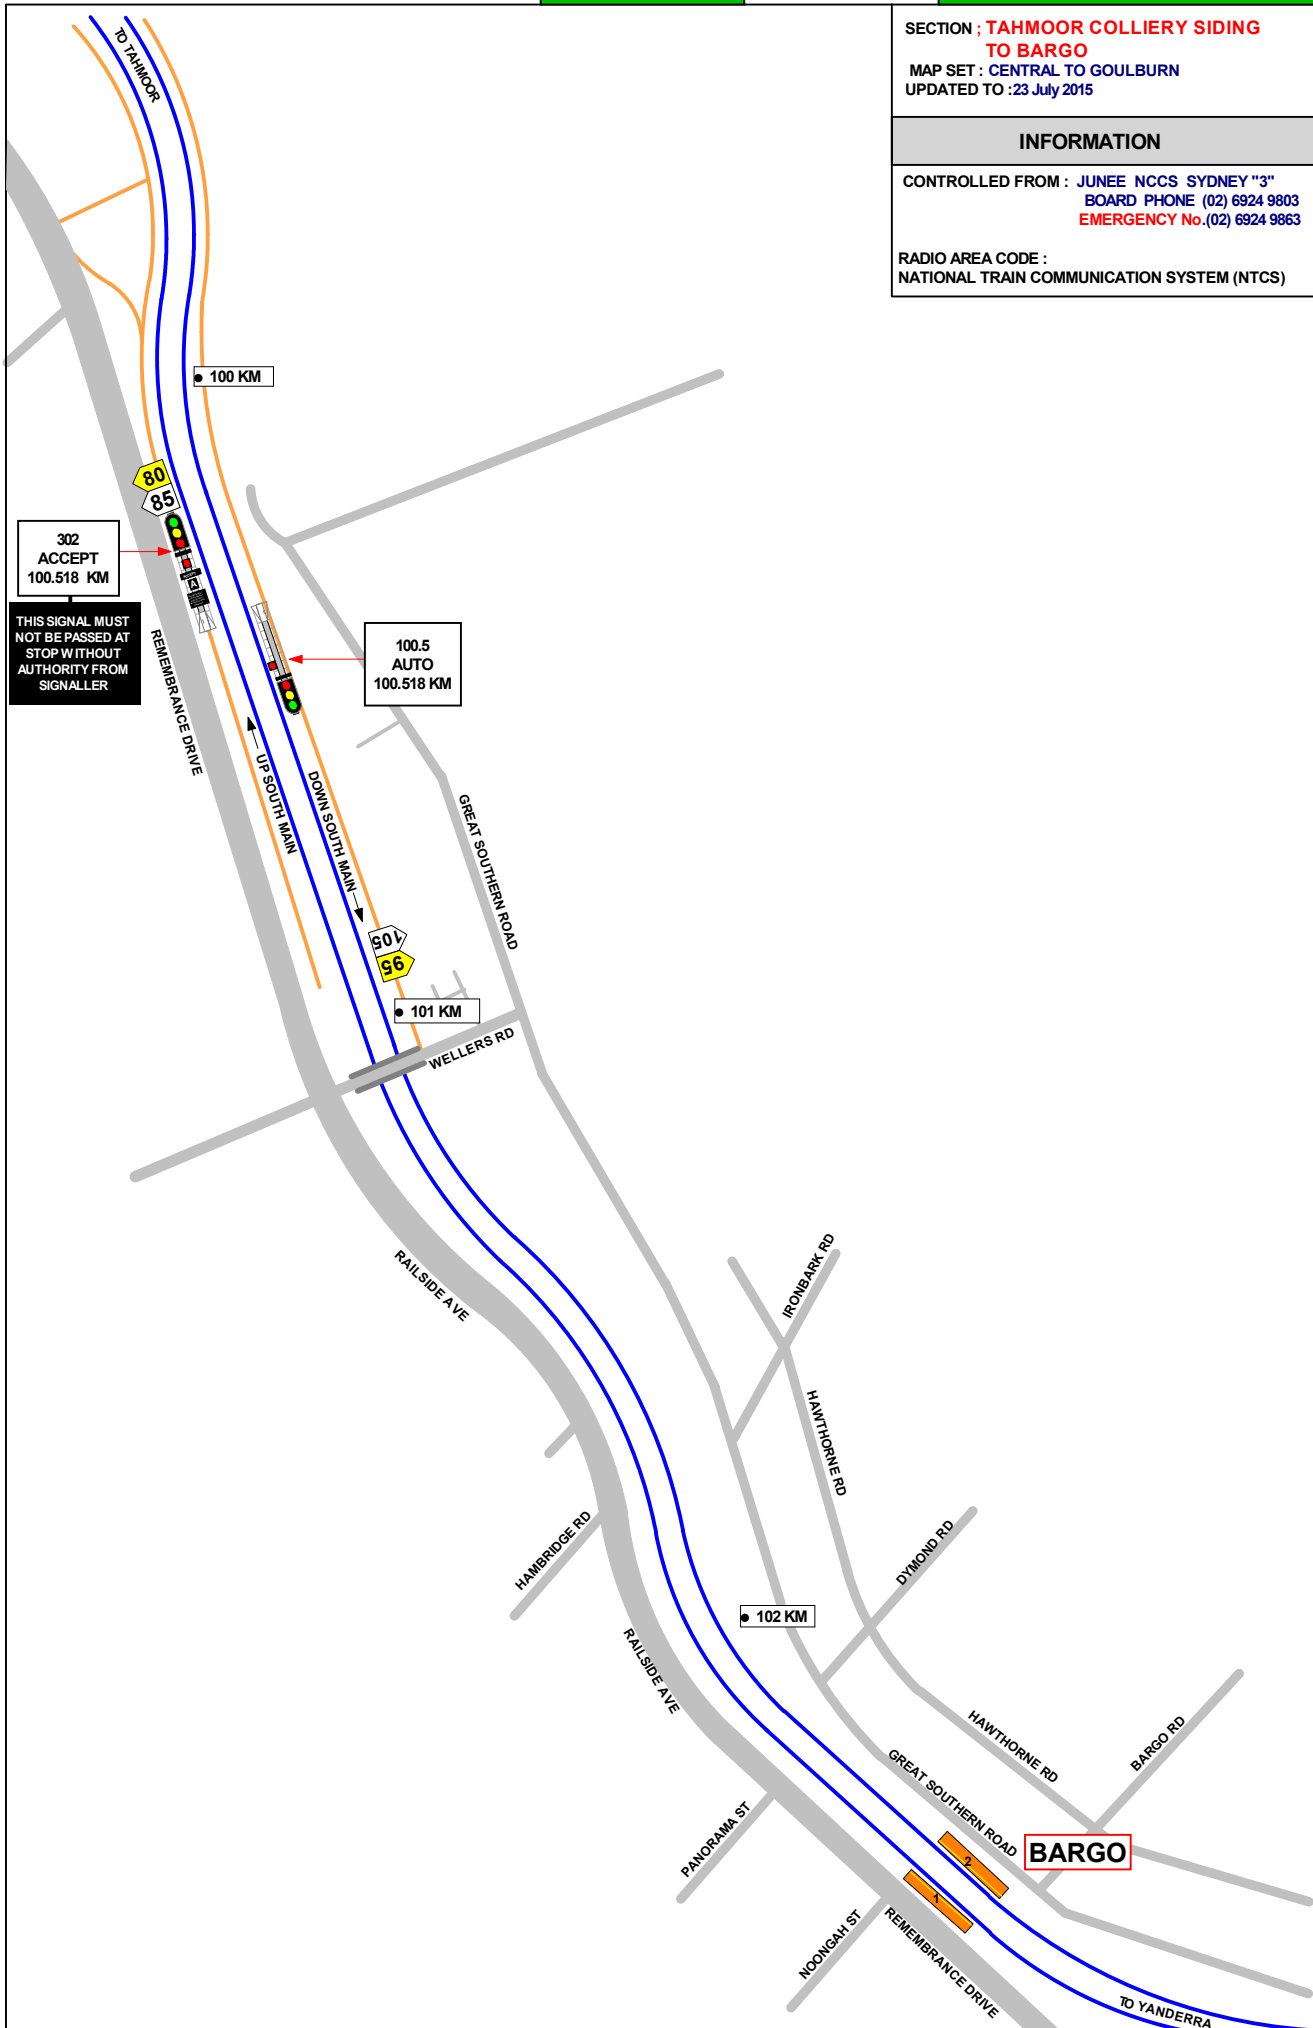 SECTION ; TAHMOOR COLLIERY SIDING
TO BARGO
MAP SET : CENTRAL TO GOULBURN
UPDATED TO :23 July 2015
INFORMATION
CONTROLLED FROM : JUNEE NCCS SYDNEY "3"
BOARD PHONE (02) 6924 9803
EMERGENCY No.(02) 6924 9863
RADIO AREA CODE :
NATIONAL TRAIN COMMUNICATION SYSTEM (NTCS)
TO TAHMOOR
100 KM
80
85
302
ACCEPT
100.518 KM
THIS SIGNAL MUST
NOT BE PASSED AT
STOP WITHOUT
AUTHORITY FROM
SIGNALLER
A
REMEMBRANCE DRIVE
100.5
AUTO
100.518 KM
UP SOUTH MAIN
DOWN SOUTH MAIN
GREAT SOUTHERN ROAD
105
95
101 KM
WELLERS RD
RAILSIDE AVE
IRONBARK RD
HAWTHORNE RD
HAMBRIDGE RD
DYMOND RD
102 KM
RAILSIDE AVE
HAWTHORNE RD
BARGO RD
GREAT SOUTHERN ROAD
PANORAMA ST
BARGO
2
1
NOONGAH ST
REMEMBRANCE DRIVE
TO YANDERRA